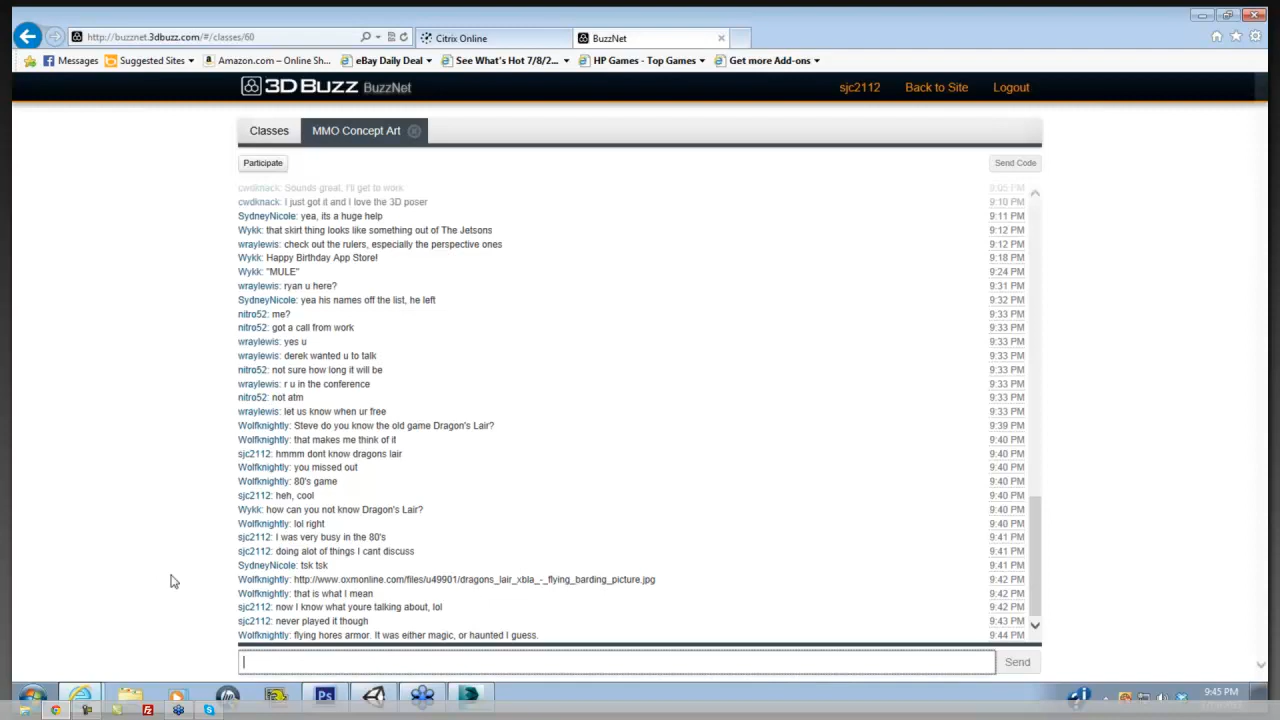 http://buzznet.3dbuzz.com/#/classes/60
Citrix Online
BuzzNet
Messages
Suggested Sites
Amazon.com – Online Sh...
eBay Daily Deal
See What's Hot 7/8/2...
HP Games - Top Games
Get more Add-ons
3D BUZZ BuzzNet
sjc2112
Back to Site
Logout
Classes
MMO Concept Art
Participate
Send Code
cwdknack: Sounds great, I'll get to work 9:05 PM
cwdknack: I just got it and I love the 3D poser 9:10 PM
SydneyNicole: yea, its a huge help 9:11 PM
Wykk: that skirt thing looks like something out of The Jetsons 9:12 PM
wraylewis: check out the rulers, especially the perspective ones 9:12 PM
Wykk: Happy Birthday App Store! 9:18 PM
Wykk: "MULE" 9:24 PM
wraylewis: ryan u here? 9:31 PM
SydneyNicole: yea his names off the list, he left 9:32 PM
nitro52: me? 9:33 PM
nitro52: got a call from work 9:33 PM
wraylewis: yes u 9:33 PM
wraylewis: derek wanted u to talk 9:33 PM
nitro52: not sure how long it will be 9:33 PM
wraylewis: r u in the conference 9:33 PM
nitro52: not atm 9:33 PM
wraylewis: let us know when ur free 9:33 PM
Wolfknightly: Steve do you know the old game Dragon's Lair? 9:39 PM
Wolfknightly: that makes me think of it 9:40 PM
sjc2112: hmmm dont know dragons lair 9:40 PM
Wolfknightly: you missed out 9:40 PM
Wolfknightly: 80's game 9:40 PM
sjc2112: heh, cool 9:40 PM
Wykk: how can you not know Dragon's Lair? 9:40 PM
Wolfknightly: lol right 9:40 PM
sjc2112: I was very busy in the 80's 9:41 PM
sjc2112: doing alot of things I cant discuss 9:41 PM
SydneyNicole: tsk tsk 9:41 PM
Wolfknightly: http://www.oxmonline.com/files/u49901/dragons_lair_xbla_-_flying_barding_picture.jpg 9:42 PM
Wolfknightly: that is what I mean 9:42 PM
sjc2112: now I know what youre talking about, lol 9:42 PM
sjc2112: never played it though 9:43 PM
Wolfknightly: flying hores armor. It was either magic, or haunted I guess. 9:44 PM
Send
Ps
9:45 PM